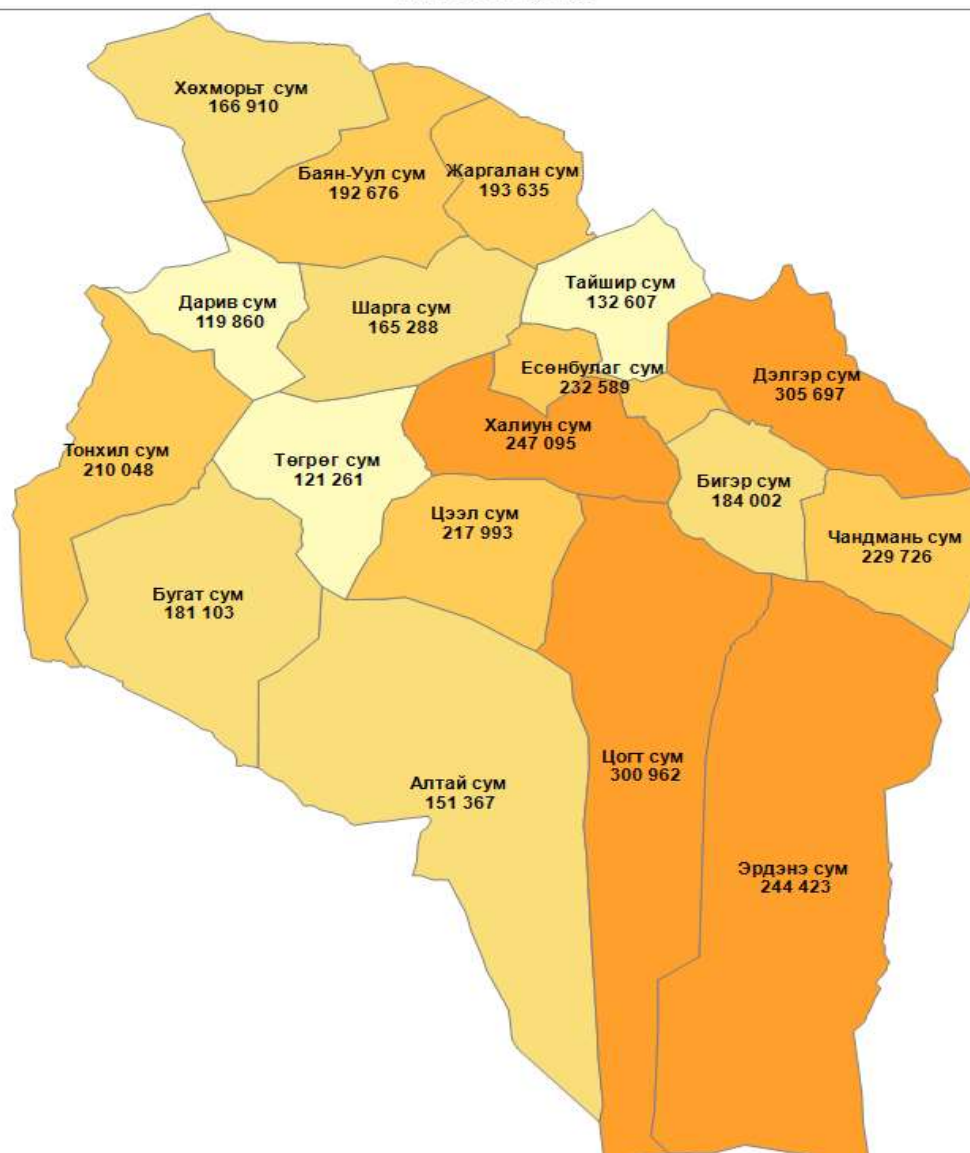 Хөхморьт сум
166 910
Баян-Уул сум
192 676
Жаргалан сум
193 635
Тайшир сум
132 607
Дарив сум
119 860
Шарга сум
165 288
Есөнбулаг сум
232 589
Дэлгэр сум
305 697
Халиун сум
247 095
Тонхил сум
210 048
Төгрөг сум
121 261
Бигэр сум
184 002
Цээл сум
217 993
Чандмань сум
229 726
Бугат сум
181 103
Цогт сум
300 962
Алтай сум
151 367
Эрдэнэ сум
244 423